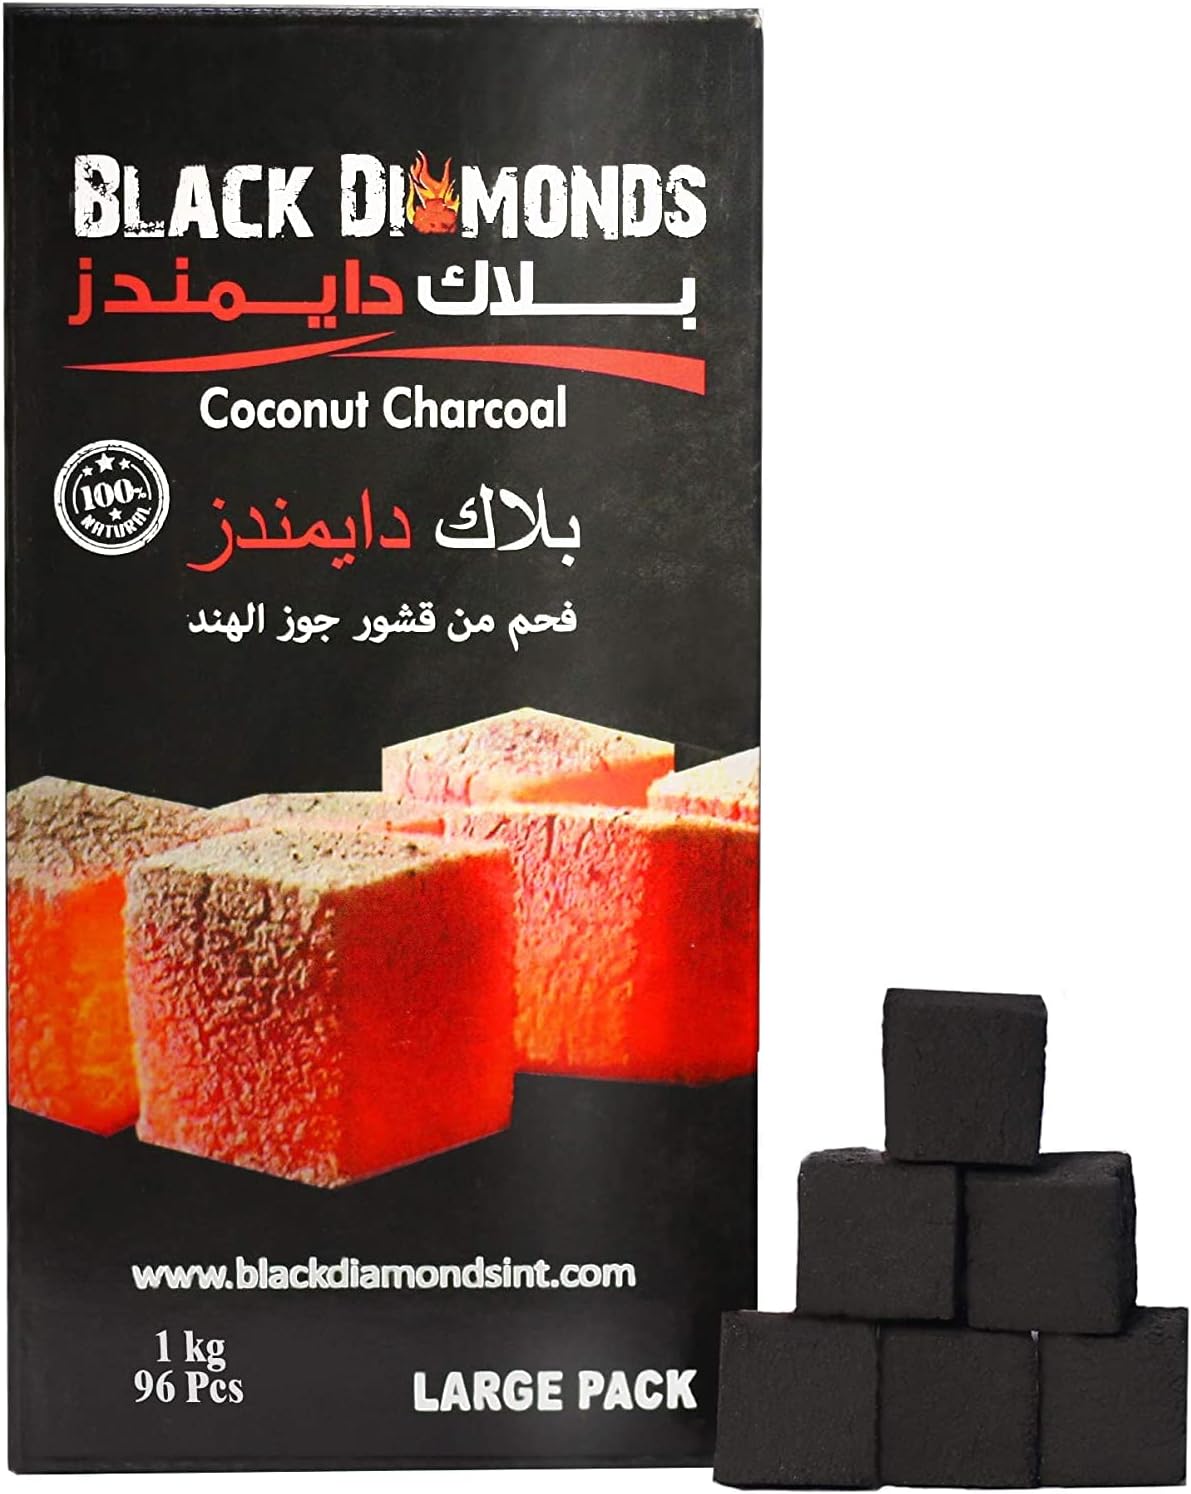 BLACK DIAMONDS
بلاك دايمندز
Coconut Charcoal
100%
NATURAL
بلاك دايمندز
فحم من قشور جوز الهند
www.blackdiamondsint.com
1 kg
96 Pcs
LARGE PACK